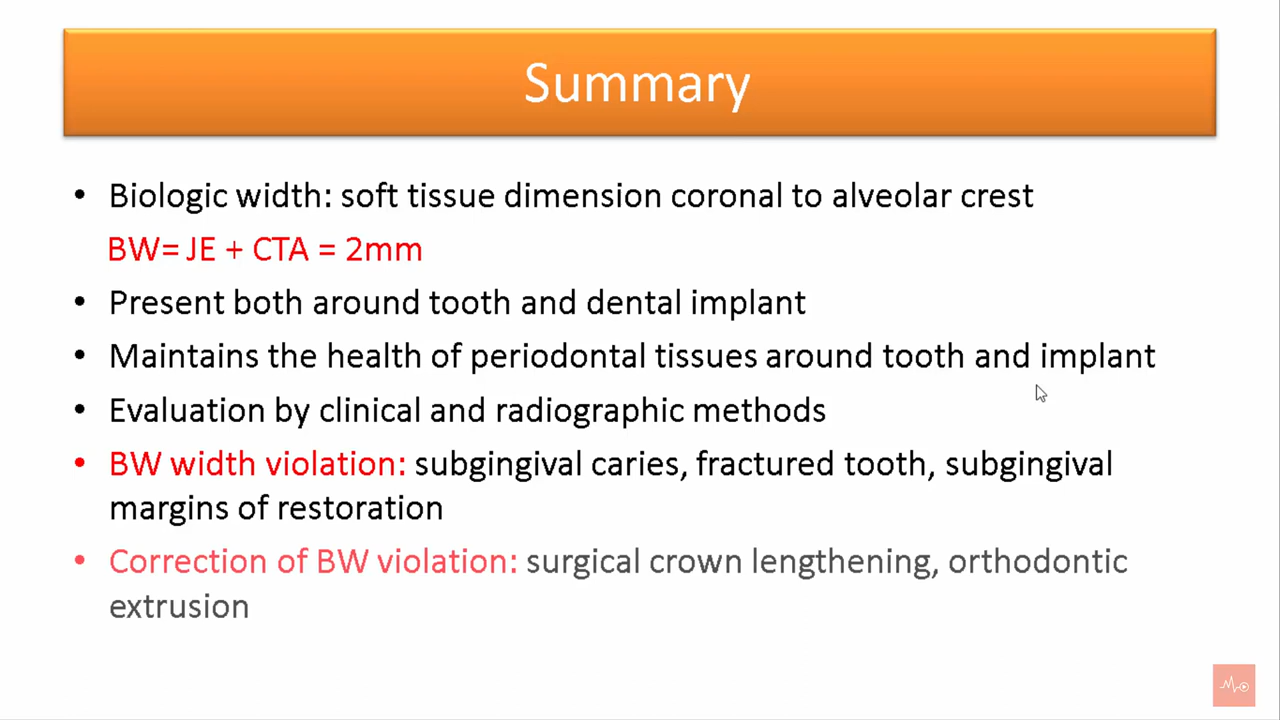 Summary
• Biologic width: soft tissue dimension coronal to alveolar crest
BW= JE + CTA = 2mm
• Present both around tooth and dental implant
• Maintains the health of periodontal tissues around tooth and implant
• Evaluation by clinical and radiographic methods
• BW width violation: subgingival caries, fractured tooth, subgingival
margins of restoration
• Correction of BW violation: surgical crown lengthening, orthodontic
extrusion